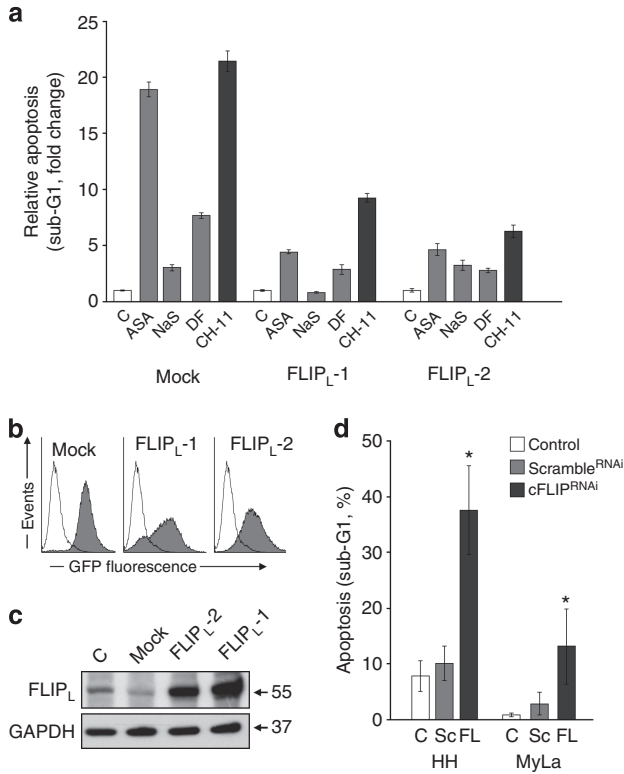 a
Relative apoptosis
(sub-G1, fold change)
25
20
15
10
5
0
C ASA NaS DF CH-11 C ASA NaS DF CH-11 C ASA NaS DF CH-11
Mock FLIPL-1 FLIPL-2
b
Mock FLIPL-1 FLIPL-2
Events
GFP fluorescence
c
C Mock FLIPL-2 FLIPL-1
FLIPL 55
GAPDH 37
d
Apoptosis (sub-G1, %)
50
40
30
20
10
0
Control
ScrambleRNAi
cFLIPRNAi
*
*
C Sc FL C Sc FL
HH MyLa